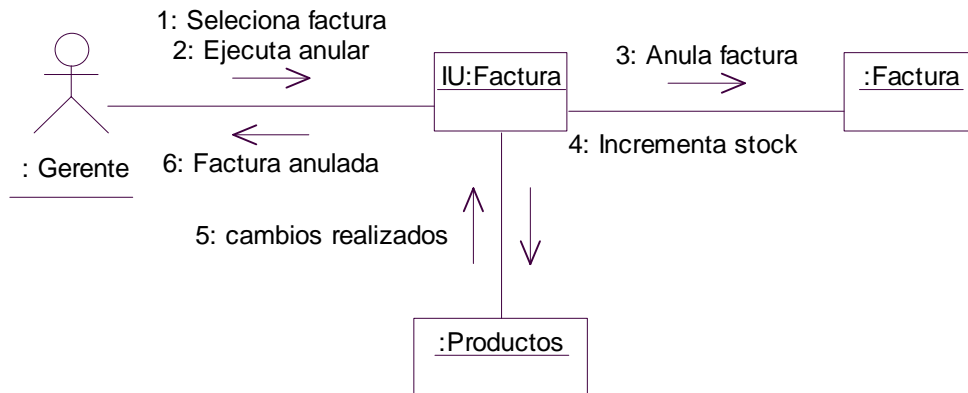 1: Seleciona factura
2: Ejecuta anular
3: Anula factura
IU:Factura
:Factura
4: Incrementa stock
6: Factura anulada
: Gerente
5: cambios realizados
:Productos